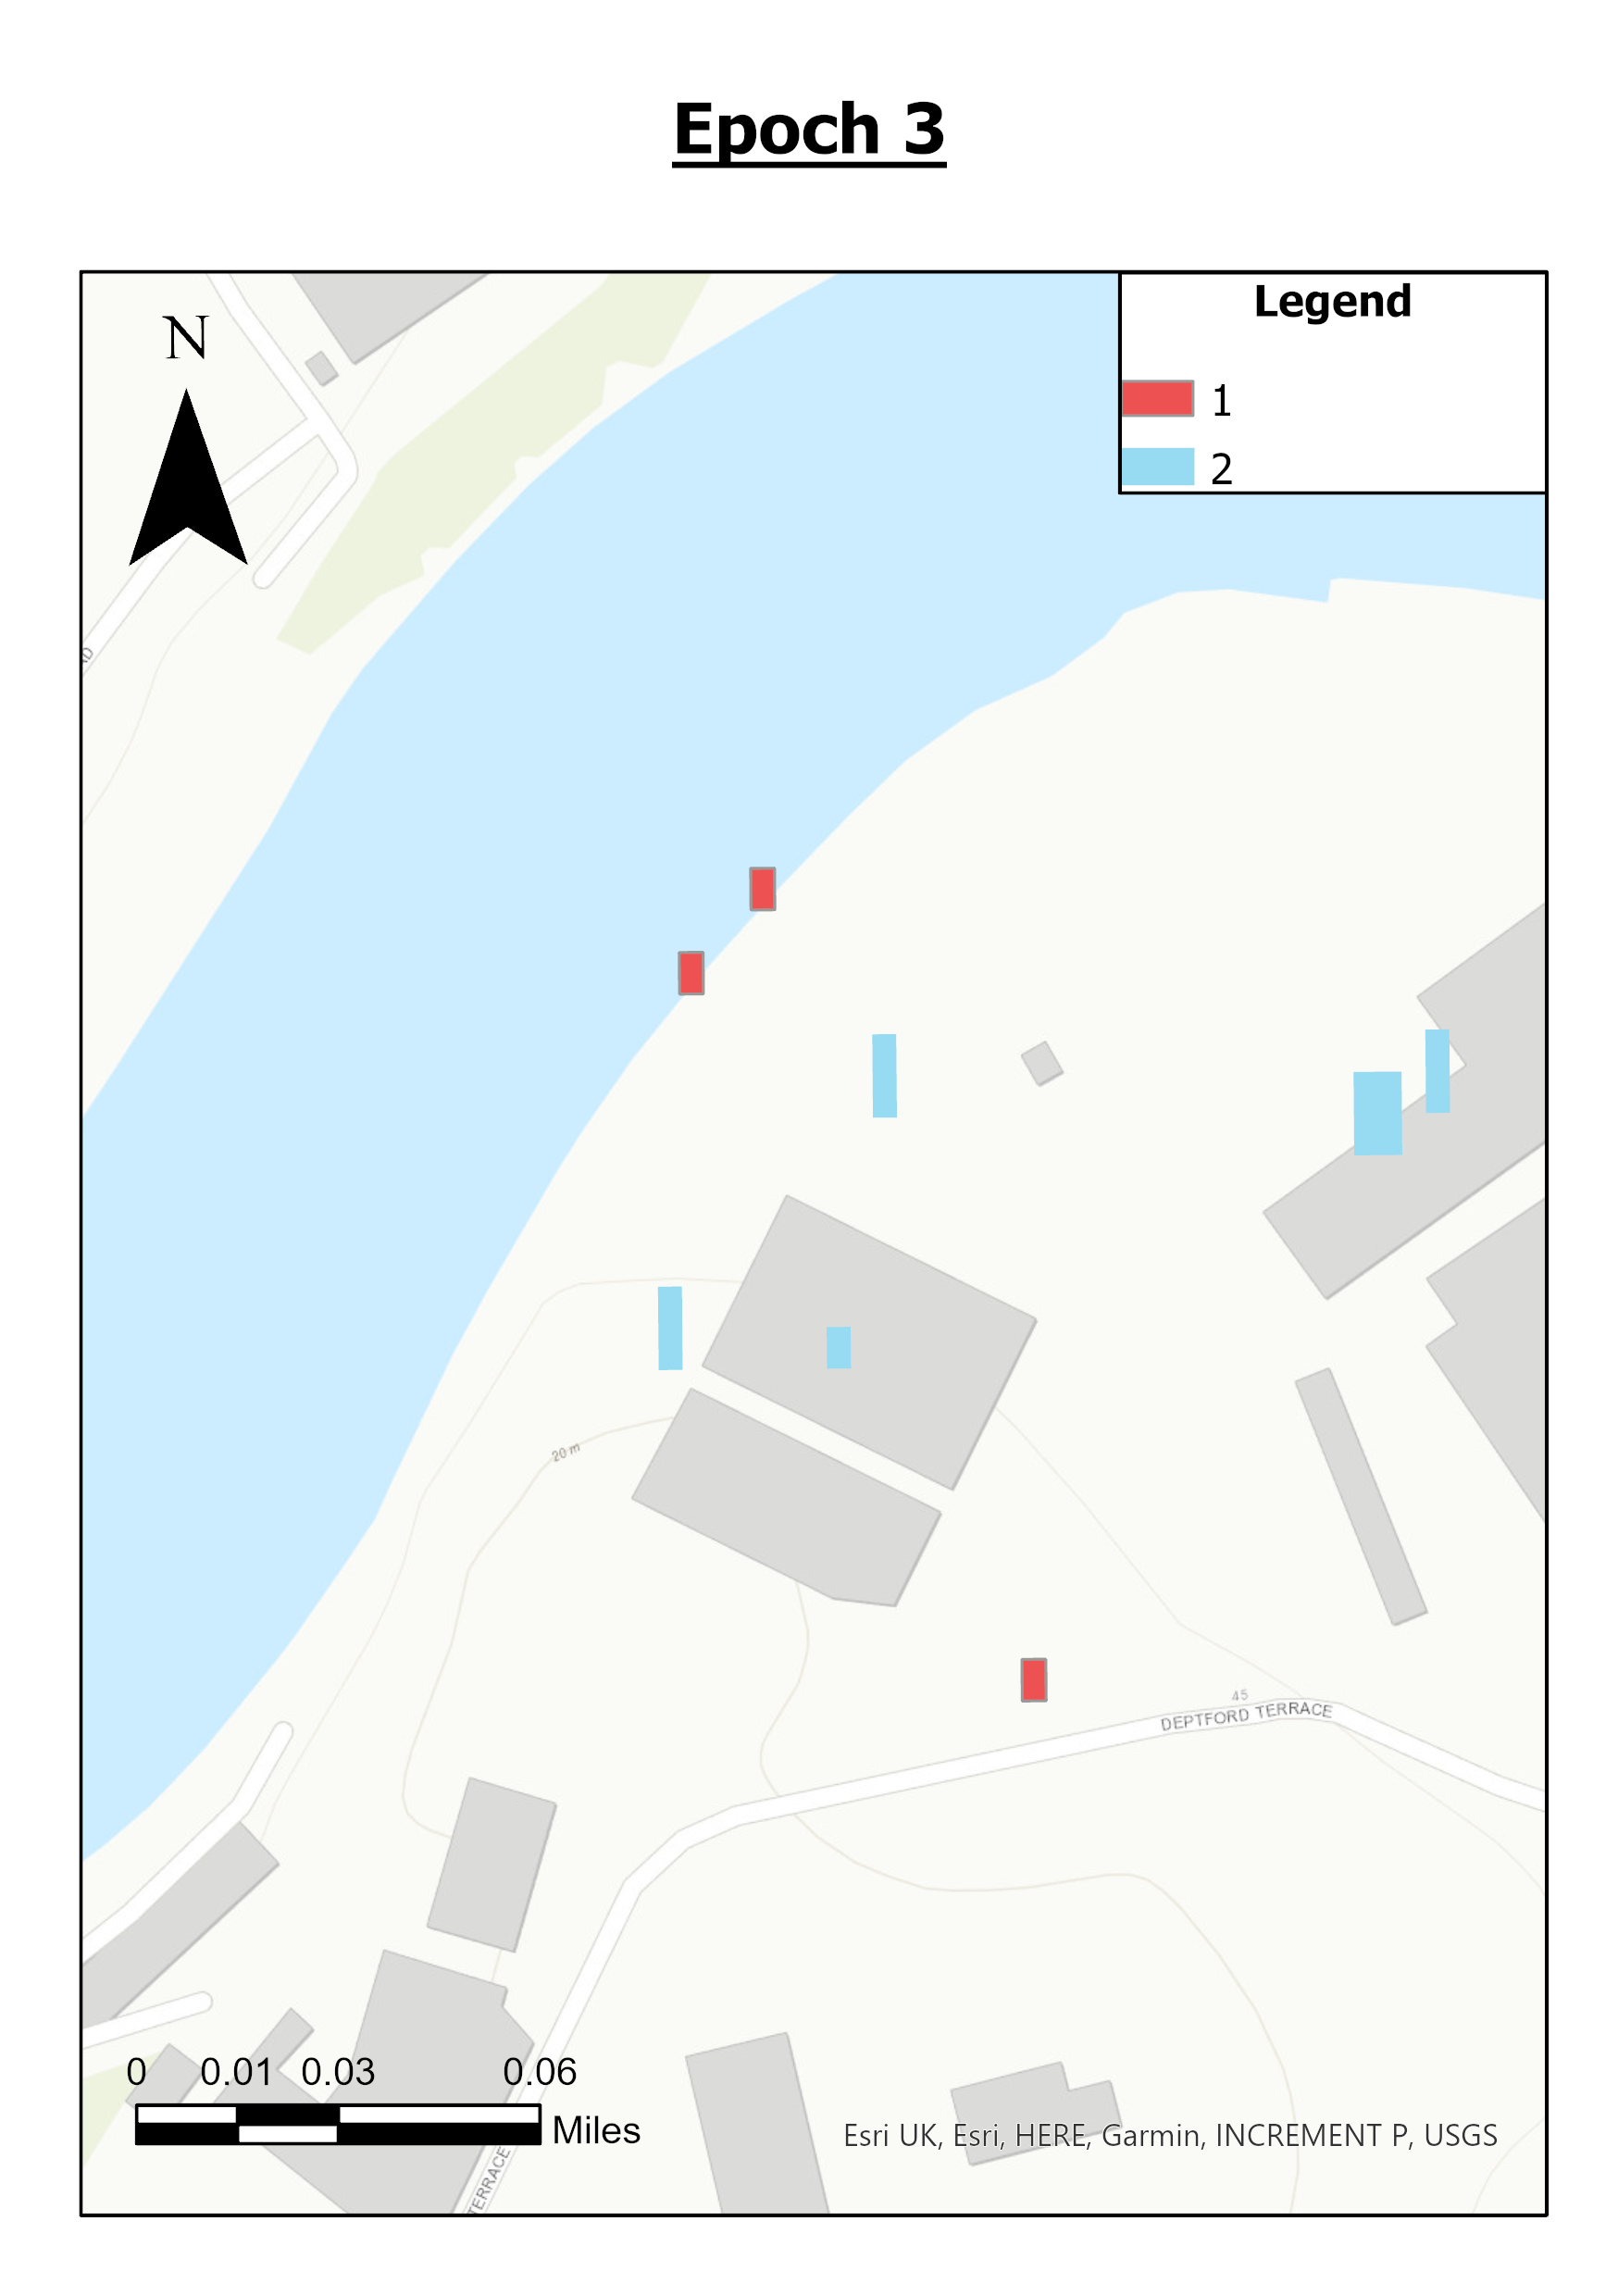 Epoch 3
Legend
1
2
N
20 m
45
DEPTFORD TERRACE
0 0.01 0.03 0.06
Miles
TERRACE
Esri UK, Esri, HERE, Garmin, INCREMENT P, USGS